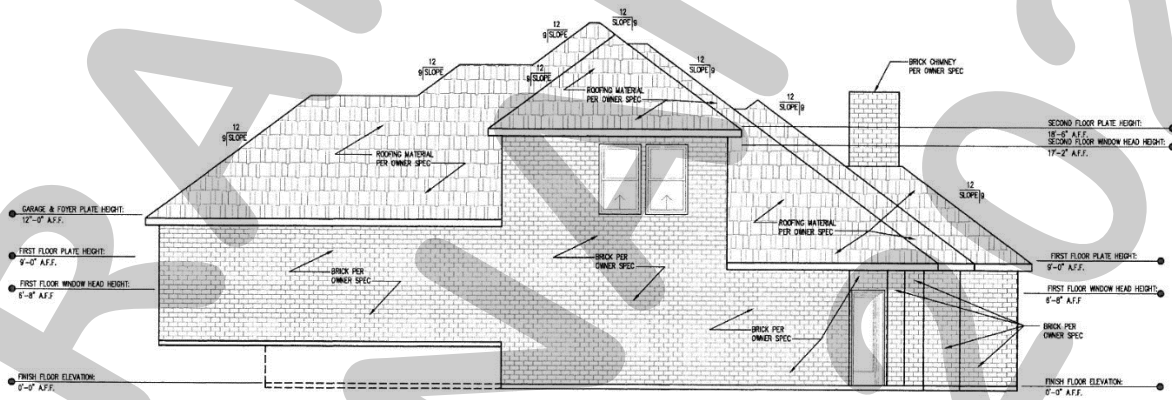 12
SLOPE 9
12
9 SLOPE
12
SLOPE 9
12
9 SLOPE
12
9 SLOPE
12
SLOPE 9
12
9 SLOPE
12
SLOPE 9
BRICK CHIMNEY
PER OWNER SPEC
ROOFING MATERIAL
PER OWNER SPEC
SECOND FLOOR PLATE HEIGHT:
18'-6" A.F.F.
SECOND FLOOR WINDOW HEAD HEIGHT:
17'-2" A.F.F.
ROOFING MATERIAL
PER OWNER SPEC
GARAGE & FOYER PLATE HEIGHT:
12'-0" A.F.F.
ROOFING MATERIAL
PER OWNER SPEC
FIRST FLOOR PLATE HEIGHT:
9'-0" A.F.F.
FIRST FLOOR WINDOW HEAD HEIGHT:
6'-8" A.F.F
BRICK PER
OWNER SPEC
BRICK PER
OWNER SPEC
FIRST FLOOR PLATE HEIGHT:
9'-0" A.F.F.
FIRST FLOOR WINDOW HEAD HEIGHT:
6'-8" A.F.F
BRICK PER
OWNER SPEC
BRICK PER
OWNER SPEC
FINISH FLOOR ELEVATION:
0'-0" A.F.F.
FINISH FLOOR ELEVATION:
0'-0" A.F.F.